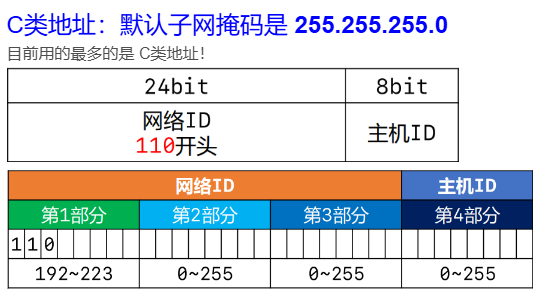 C类地址：默认子网掩码是 255.255.255.0
目前用的最多的是 C类地址！
24bit 8bit
网络ID
110开头
主机ID
网络ID 主机ID
第1部分 第2部分 第3部分 第4部分
1 1 0
192~223 0~255 0~255 0~255